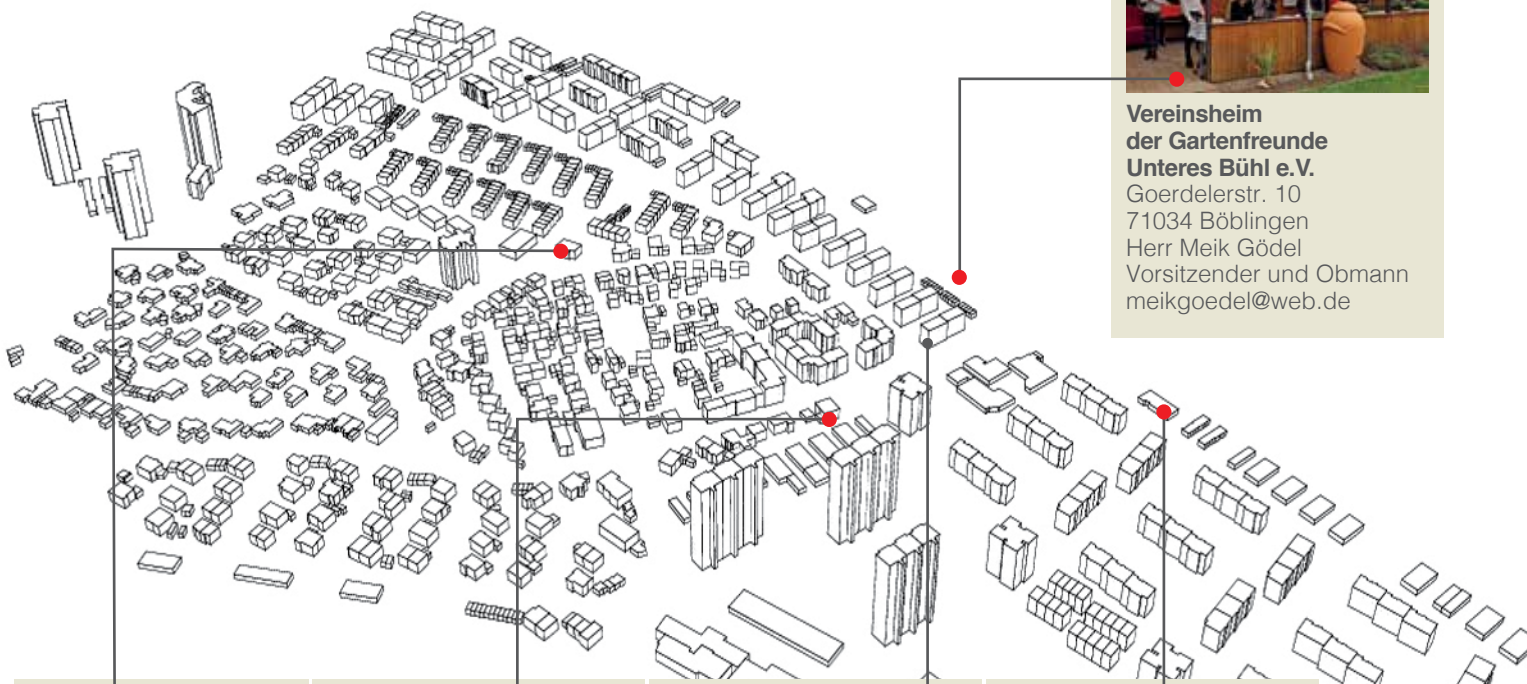 Vereinsheim
der Gartenfreunde
Unteres Bühl e.V.
Goerdelerstr. 10
71034 Böblingen
Herr Meik Gödel
Vorsitzender und Obmann
meikgoedel@web.de